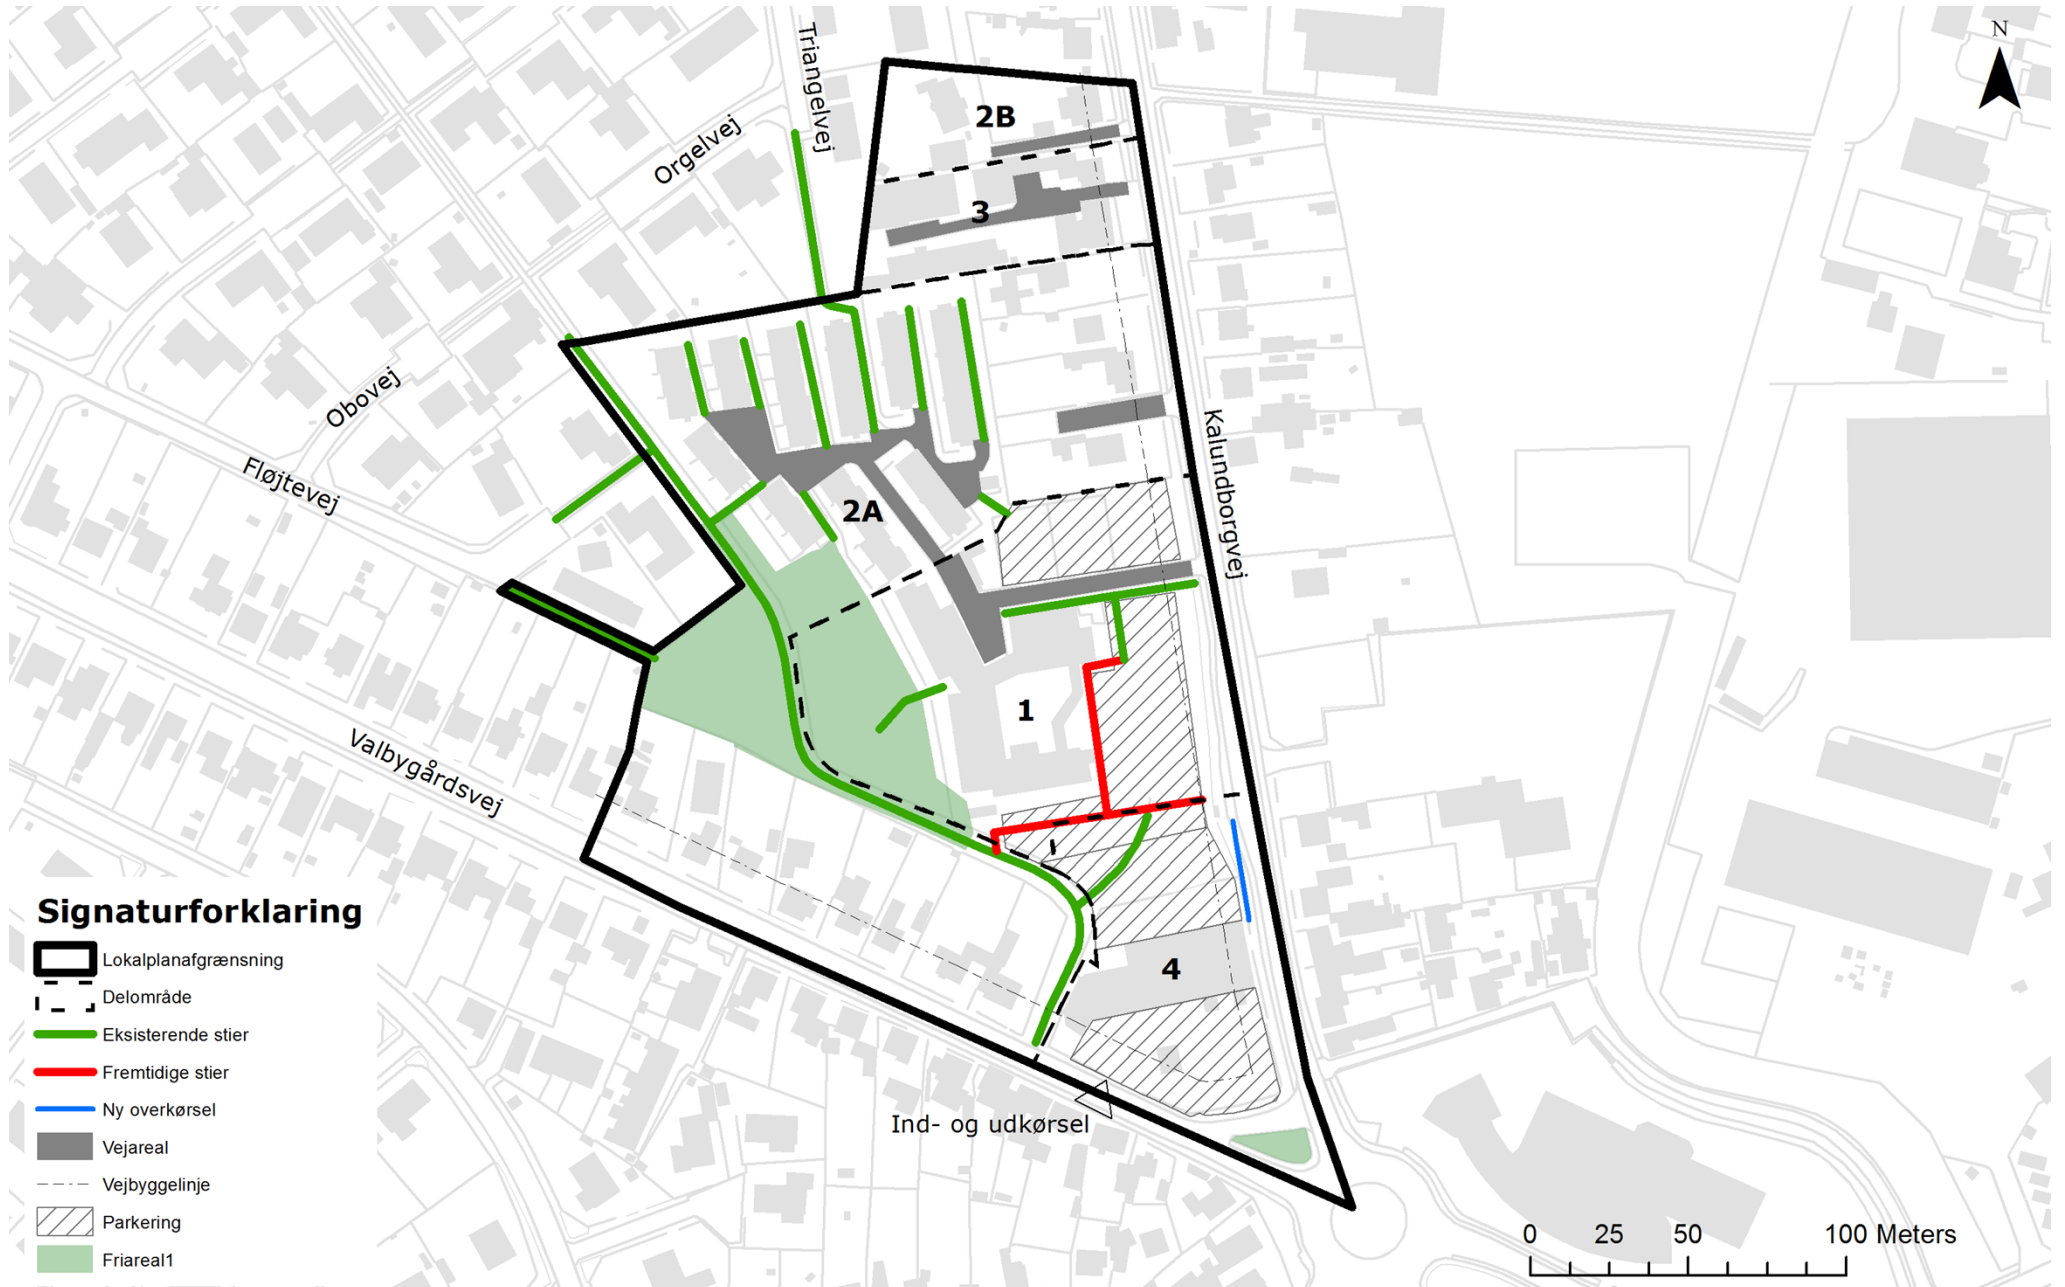 N
Triangelvej
Orgelvej
2B
3
Obovej
Fløjtevej
Kalundborgvej
2A
1
Valbygårdsvej
4
Ind- og udkørsel
Signaturforklaring
Lokalplanafgrænsning
Delområde
Eksisterende stier
Fremtidige stier
Ny overkørsel
Vejareal
Vejbyggelinje
Parkering
Friareal1
0 25 50 100 Meters